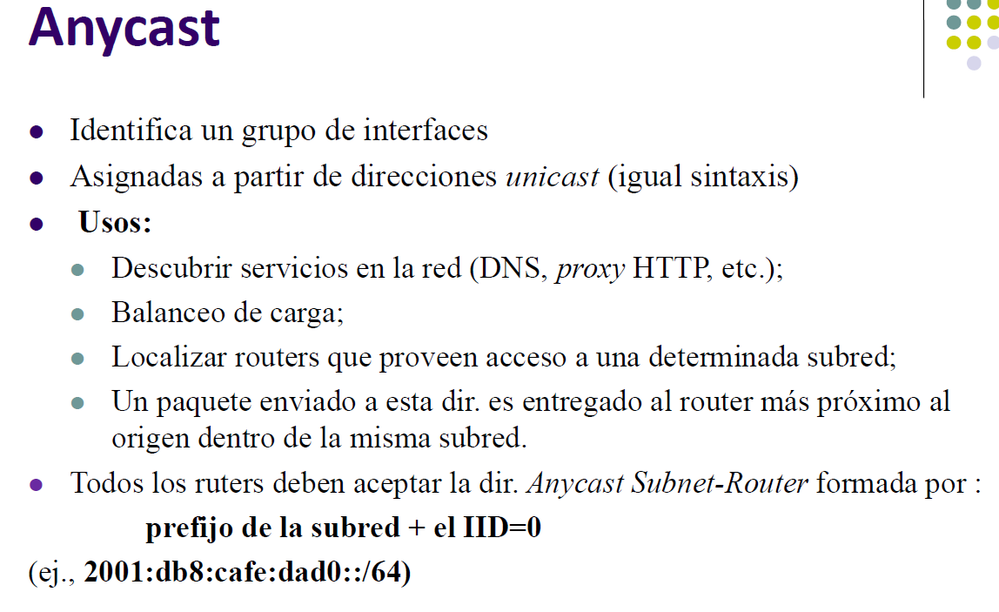 Anycast
Identifica un grupo de interfaces
Asignadas a partir de direcciones unicast (igual sintaxis)
Usos:
Descubrir servicios en la red (DNS, proxy HTTP, etc.);
Balanceo de carga;
Localizar routers que proveen acceso a una determinada subred;
Un paquete enviado a esta dir. es entregado al router más próximo al
origen dentro de la misma subred.
Todos los ruters deben aceptar la dir. Anycast Subnet-Router formada por :
prefijo de la subred + el IID=0
(ej., 2001:db8:cafe:dad0::/64)